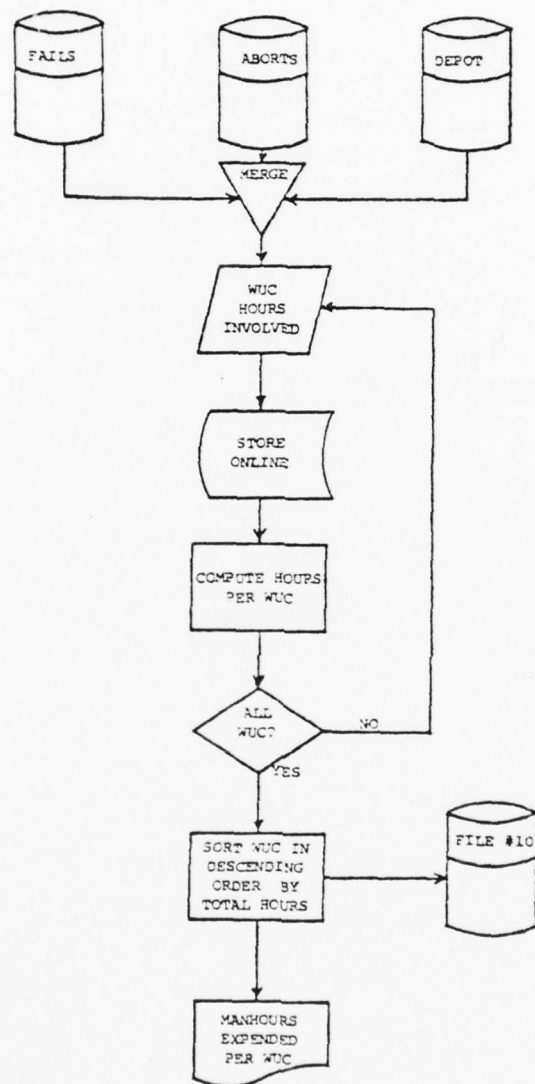 FAILS
ABORTS
DEPOT
MERGE
WUC
HOURS
INVOLVED
STORE
ONLINE
COMPUTE HOURS
PER WUC
ALL
WUC?
NO
YES
SORT WUC IN
DESCENDING
ORDER BY
TOTAL HOURS
FILE #10
MANHOURS
EXPENDED
PER WUC